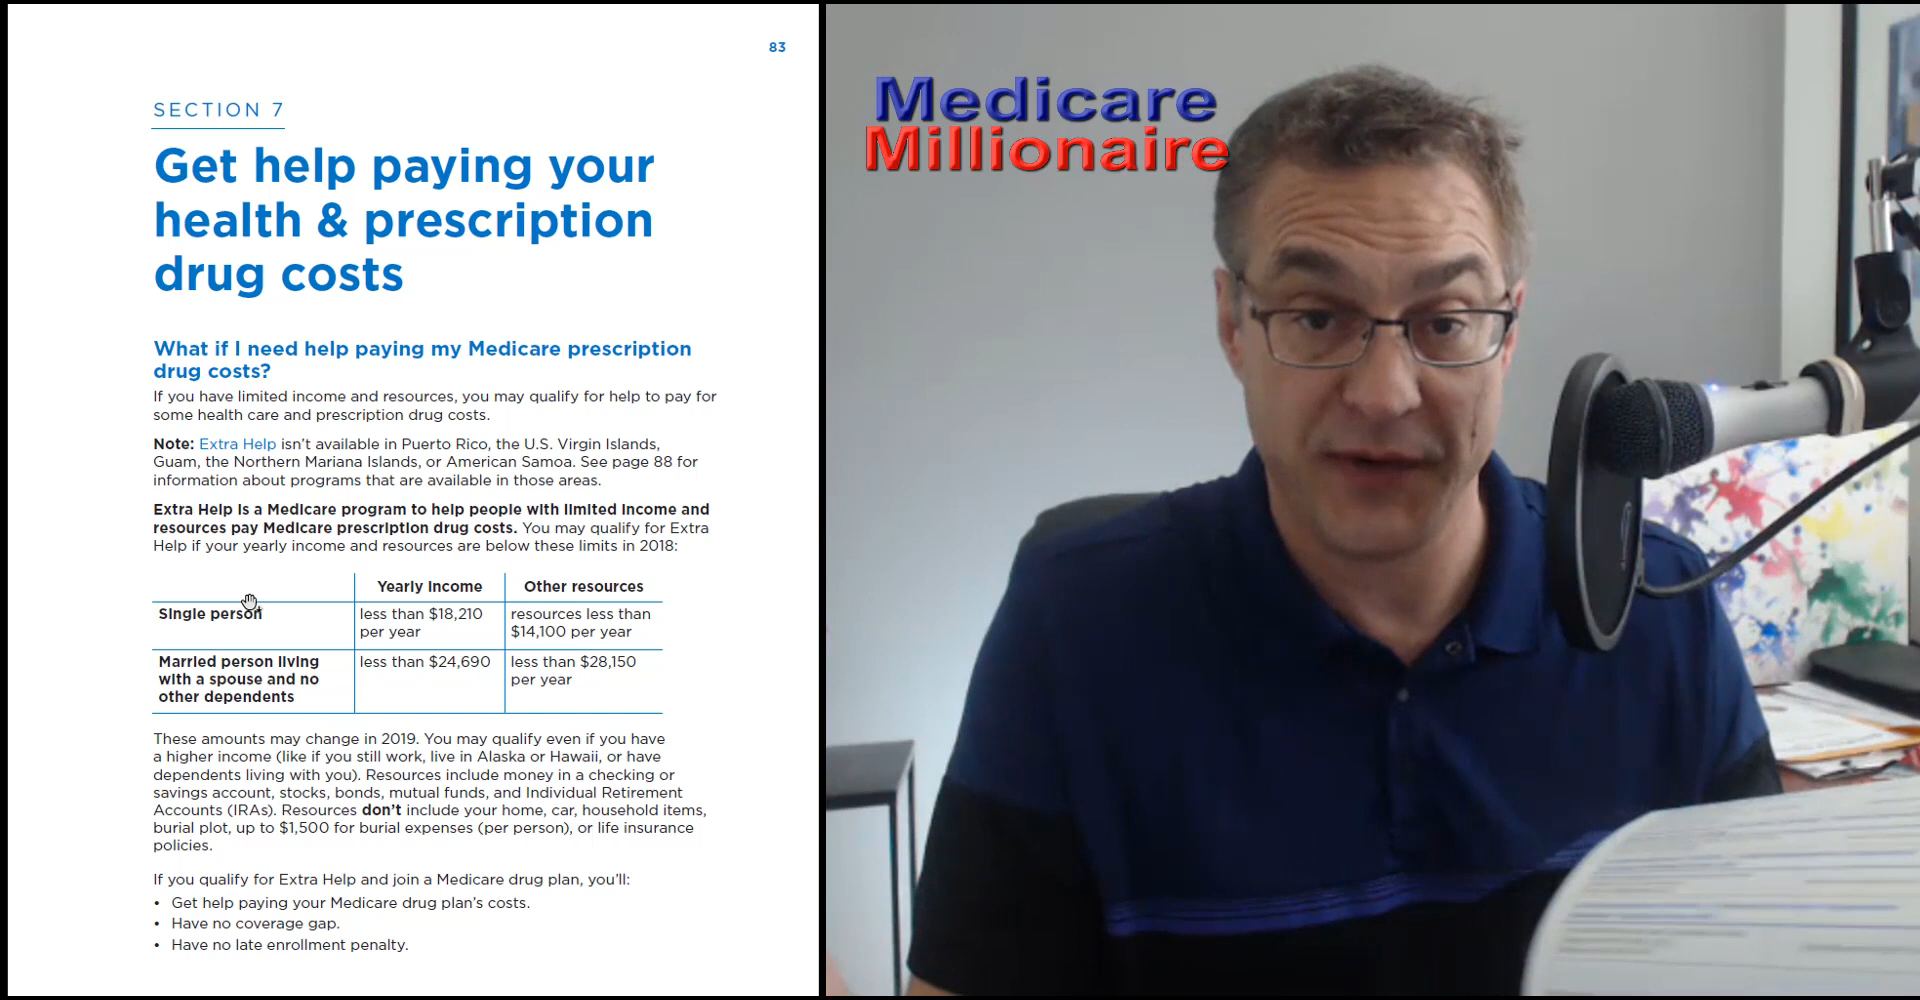 83
SECTION 7
Get help paying your
health & prescription
drug costs
What if I need help paying my Medicare prescription
drug costs?
If you have limited income and resources, you may qualify for help to pay for
some health care and prescription drug costs.
Note: Extra Help isn't available in Puerto Rico, the U.S. Virgin Islands,
Guam, the Northern Mariana Islands, or American Samoa. See page 88 for
information about programs that are available in those areas.
Extra Help is a Medicare program to help people with limited income and
resources pay Medicare prescription drug costs. You may qualify for Extra
Help if your yearly income and resources are below these limits in 2018:
Yearly income Other resources
Single person less than $18,210 resources less than
per year $14,100 per year
Married person living less than $24,690 less than $28,150
with a spouse and no per year
other dependents
These amounts may change in 2019. You may qualify even if you have
a higher income (like if you still work, live in Alaska or Hawaii, or have
dependents living with you). Resources include money in a checking or
savings account, stocks, bonds, mutual funds, and Individual Retirement
Accounts (IRAs). Resources don't include your home, car, household items,
burial plot, up to $1,500 for burial expenses (per person), or life insurance
policies.
If you qualify for Extra Help and join a Medicare drug plan, you'll:
• Get help paying your Medicare drug plan's costs.
• Have no coverage gap.
• Have no late enrollment penalty.
Medicare
Millionaire